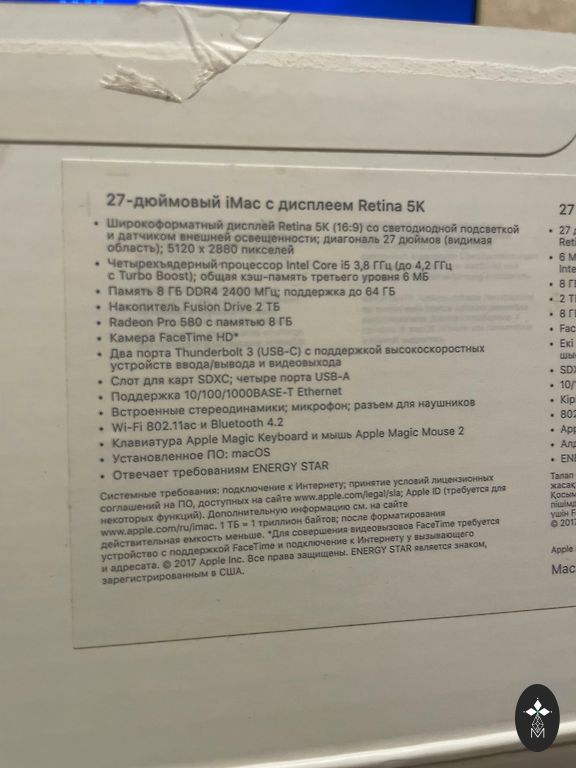 27-дюймовый iMac с дисплеем Retina 5K
• Широкоформатный дисплей Retina 5K (16:9) со светодиодной подсветкой
и датчиком внешней освещенности; диагональ 27 дюймов (видимая
область); 5120 x 2880 пикселей
• Четырехъядерный процессор Intel Core i5 3,8 ГГц (до 4,2 ГГц
с Turbo Boost); общая кэш-память третьего уровня 6 МБ
• Память 8 ГБ DDR4 2400 МГц; поддержка до 64 ГБ
• Накопитель Fusion Drive 2 ТБ
• Radeon Pro 580 с памятью 8 ГБ
• Камера FaceTime HD*
• Два порта Thunderbolt 3 (USB-C) с поддержкой высокоскоростных
устройств ввода/вывода и видеовыхода
• Слот для карт SDXC; четыре порта USB-A
• Поддержка 10/100/1000BASE-T Ethernet
• Встроенные стереодинамики; микрофон; разъем для наушников
• Wi-Fi 802.11ac и Bluetooth 4.2
• Клавиатура Apple Magic Keyboard и мышь Apple Magic Mouse 2
• Установленное ПО: macOS
• Отвечает требованиям ENERGY STAR
Системные требования: подключение к Интернету; принятие условий лицензионных
соглашений на ПО, доступных на сайте www.apple.com/legal/sla; Apple ID (требуется для
некоторых функций). Дополнительную информацию см. на сайте
www.apple.com/ru/imac. 1 ТБ = 1 триллион байтов; после форматирования
действительная емкость меньше. *Для совершения видеовызовов FaceTime требуется
устройство с поддержкой FaceTime и подключение к Интернету у вызывающего
и адресата. © 2017 Apple Inc. Все права защищены. ENERGY STAR является знаком,
зарегистрированным в США.
27
• 27
Reti
• 6 М
Inte
• 8 Г
• 2 Т
• 8 Г
• Fac
• Екі
шы
• SDX
• 10/
• Кір
• 802
• App
• Ал
• ENE
Талап
жасақ
Қосым
пішімд
үшін F
© 2017
Apple
Mac
M